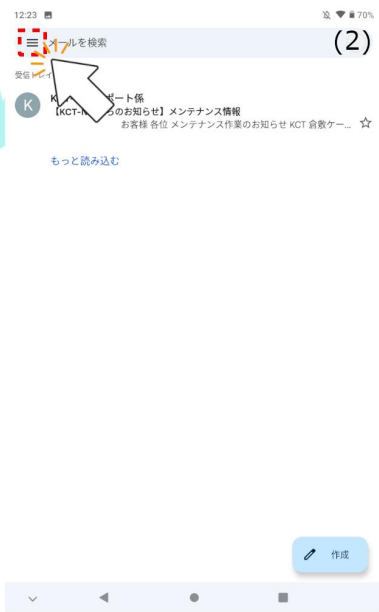 12:23 70%
メールを検索 (2)
受信トレイ
K ポート係
【KCT-N のお知らせ】メンテナンス情報
お客様 各位 メンテナンス作業のお知らせ KCT 倉敷ケー...
もっと読み込む
作成